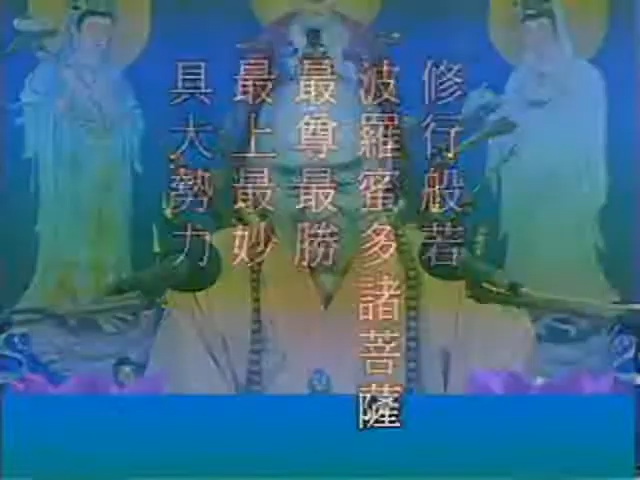 修行般若
波羅蜜多諸菩薩
最尊最勝
最上最妙
具大勢力